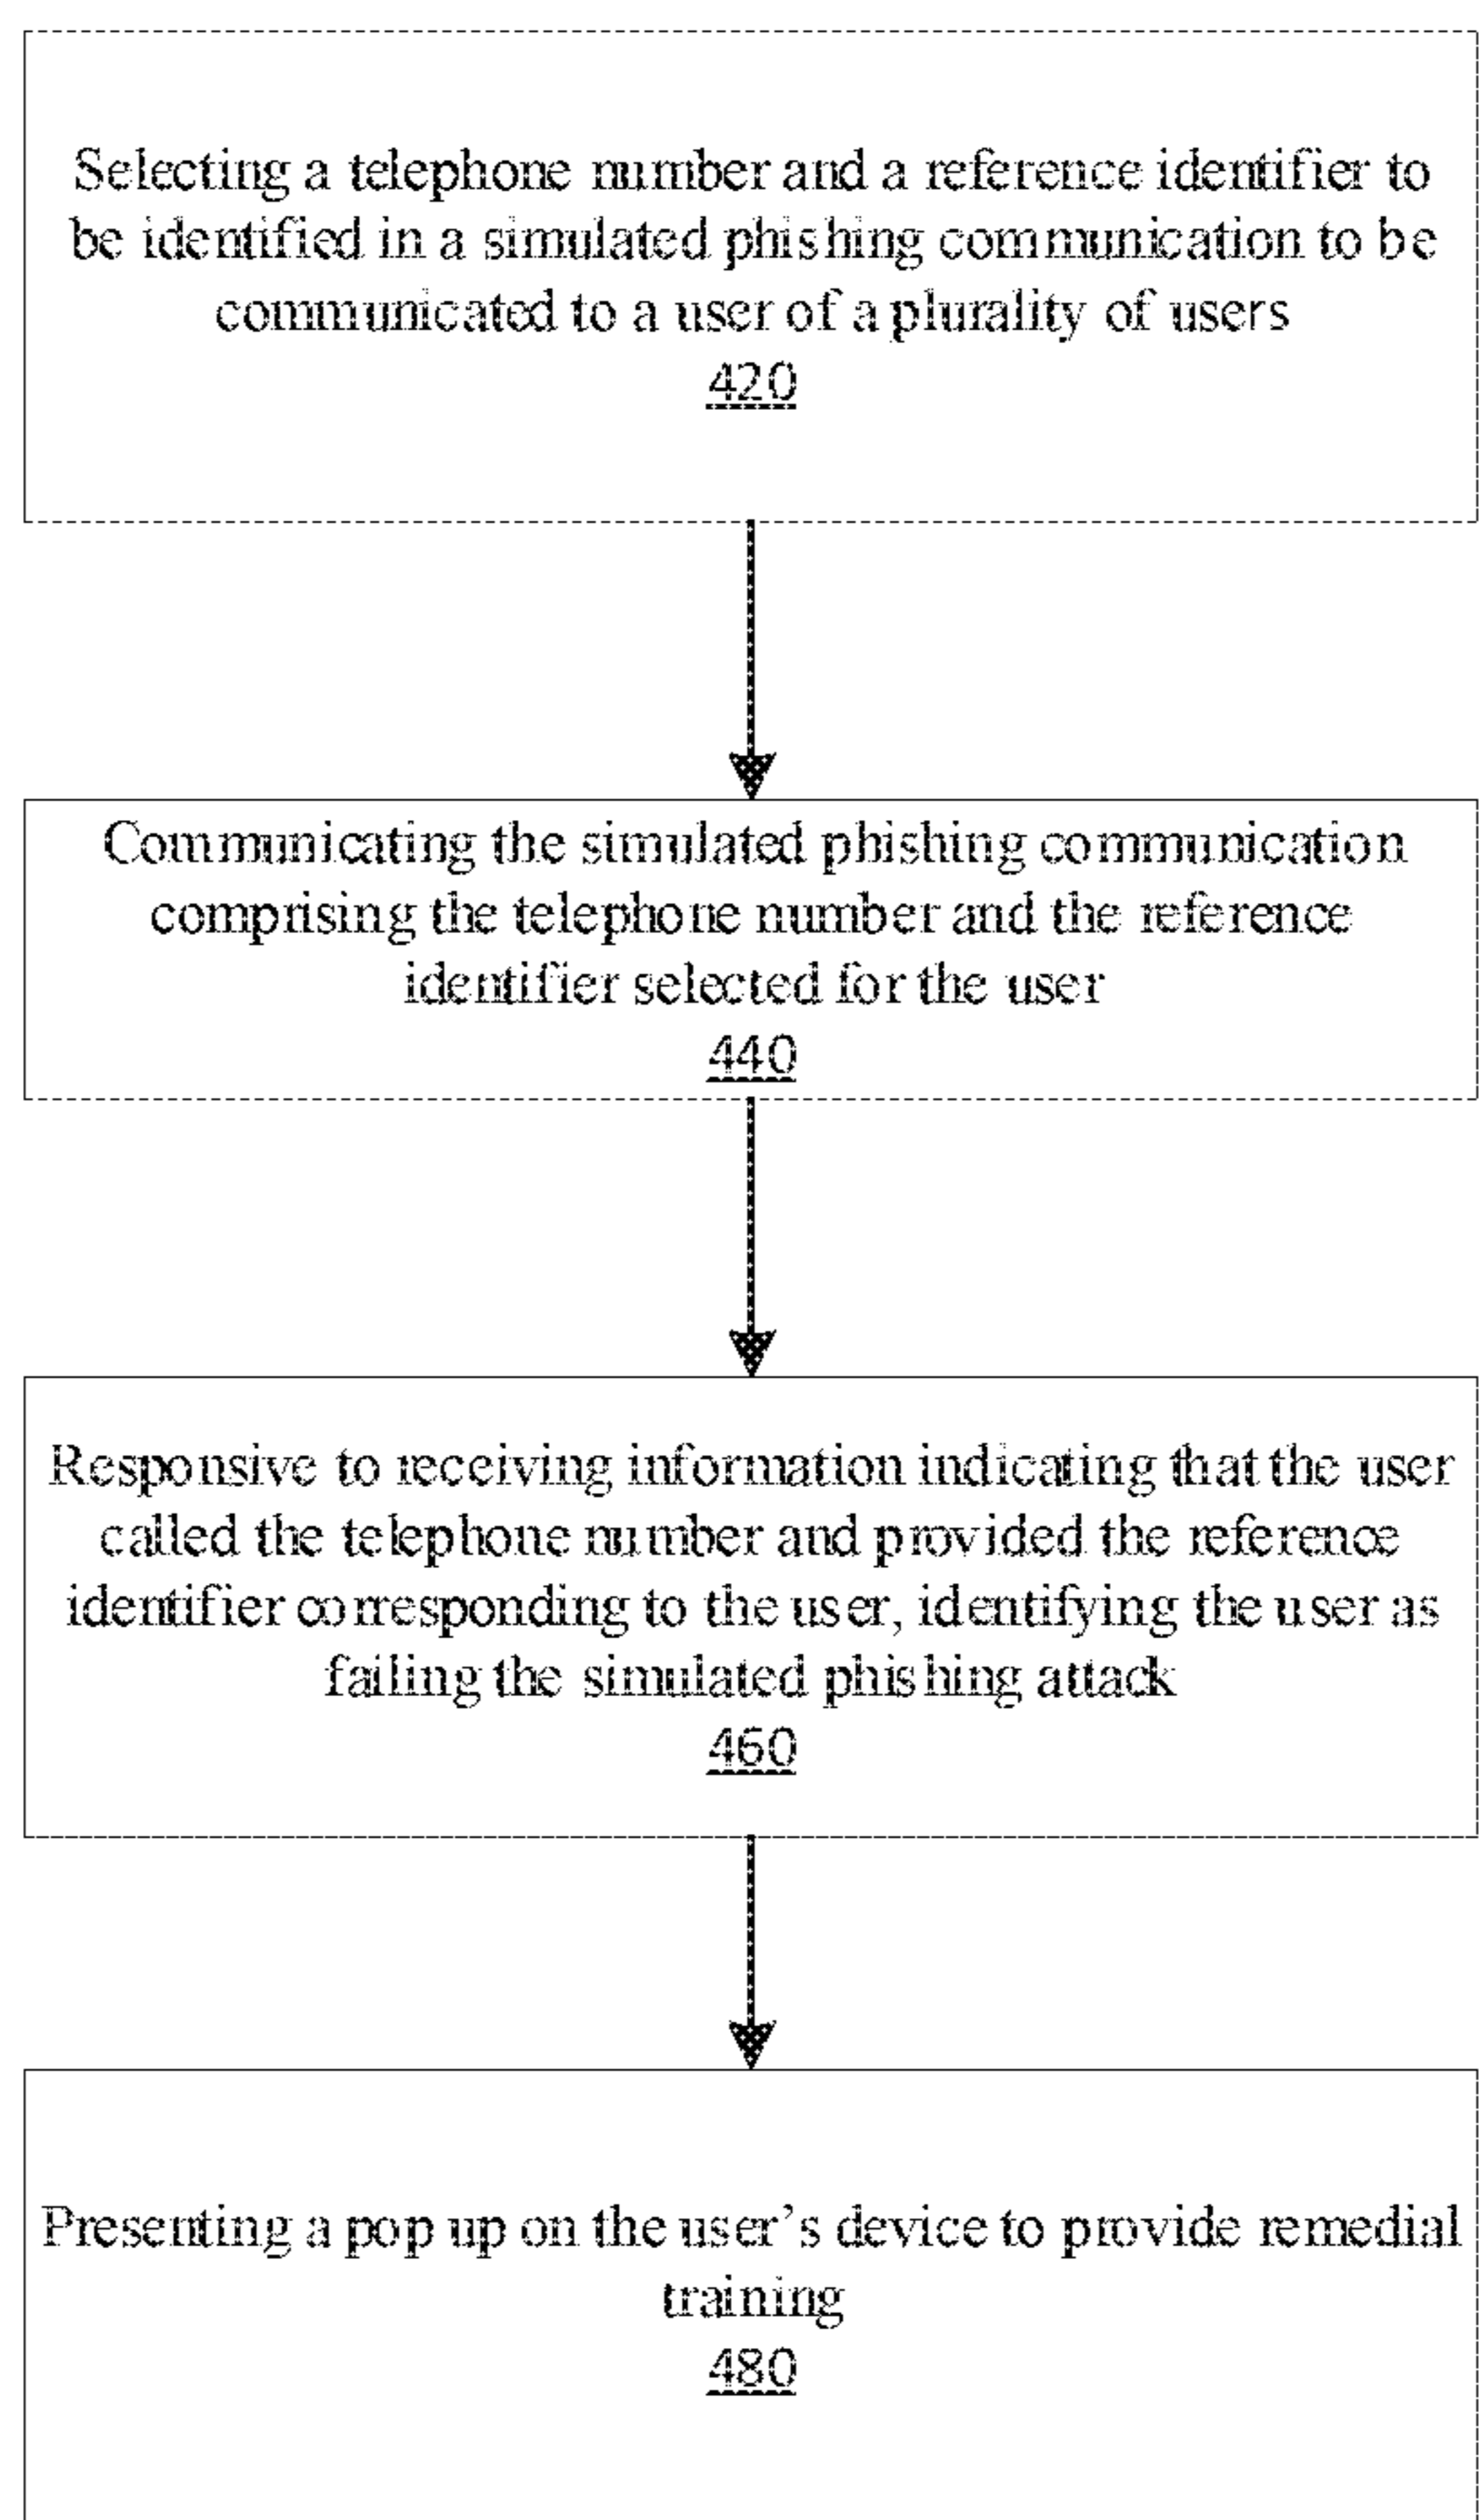 Selecting a telephone number and a reference identifier to
be identified in a simulated phishing communication to be
communicated to a user of a plurality of users
420
Communicating the simulated phishing communication
comprising the telephone number and the reference
identifier selected for the user
440
Responsive to receiving information indicating that the user
called the telephone number and provided the reference
identifier corresponding to the user, identifying the user as
failing the simulated phishing attack
460
Presenting a pop up on the user's device to provide remedial
training
480